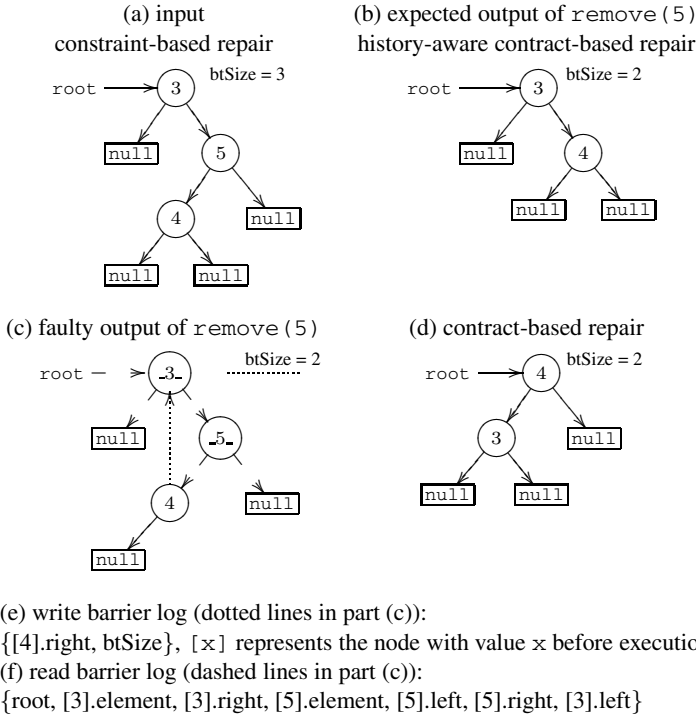 (a) input
constraint-based repair
(b) expected output of remove(5)
history-aware contract-based repair
root
3
btSize = 3
null
5
4
null
null
null
root
3
btSize = 2
null
4
null
null
(c) faulty output of remove(5)
(d) contract-based repair
root
3
btSize = 2
null
5
4
null
null
root
4
btSize = 2
3
null
null
null
(e) write barrier log (dotted lines in part (c)):
{[4].right, btSize}, [x] represents the node with value x before executio
(f) read barrier log (dashed lines in part (c)):
{root, [3].element, [3].right, [5].element, [5].left, [5].right, [3].left}